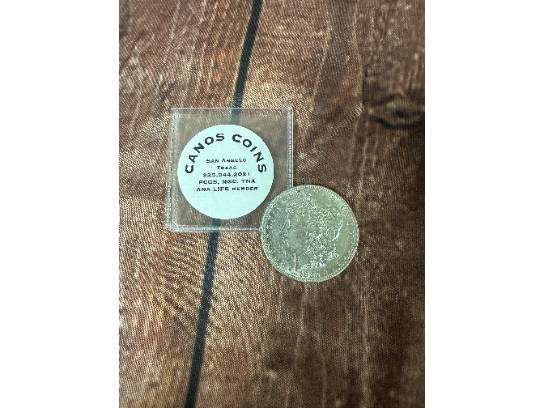 CANOS COINS
SAN ANGELO
TEXAS
325.944.2021
PCGS, NGC, TNA
ANA LIFE MEMBER